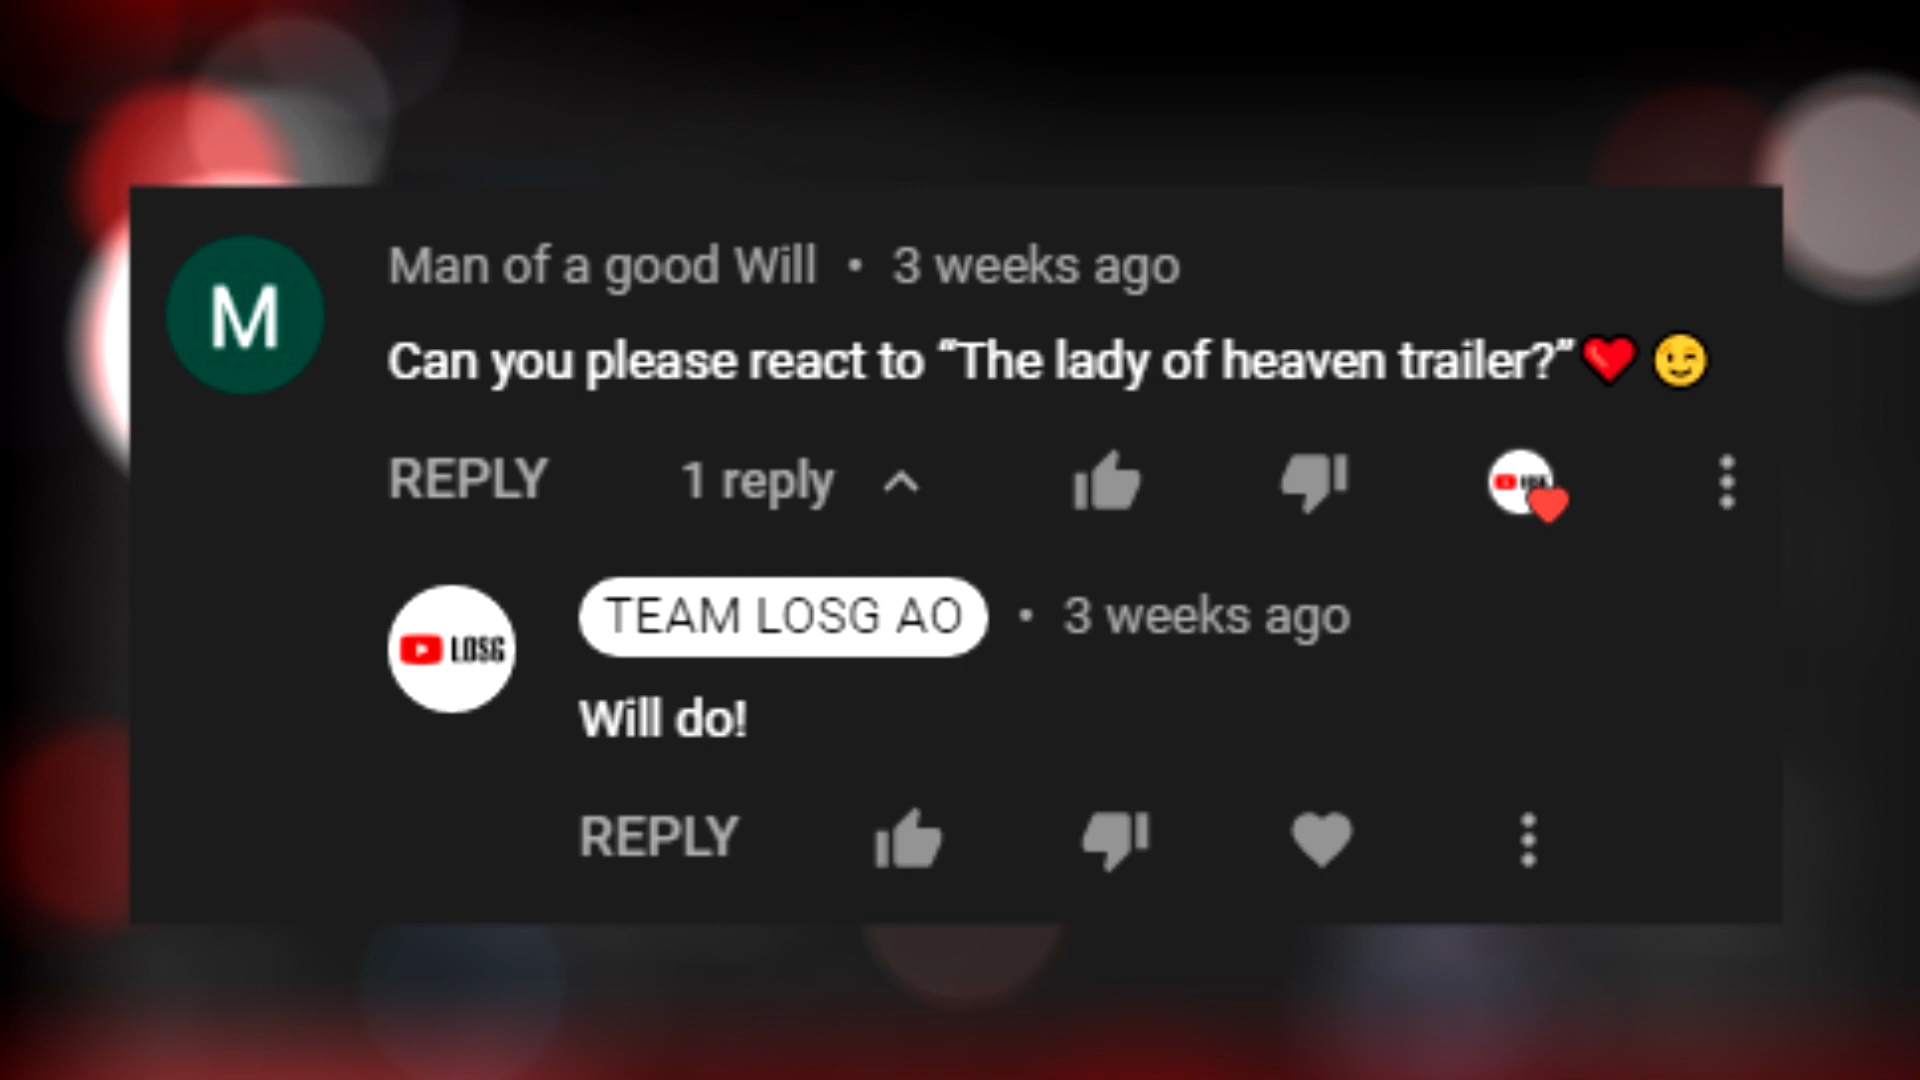 M
Man of a good Will • 3 weeks ago
Can you please react to “The lady of heaven trailer?”❤️😉
REPLY 1 reply
LOSG
TEAM LOSG AO • 3 weeks ago
Will do!
REPLY